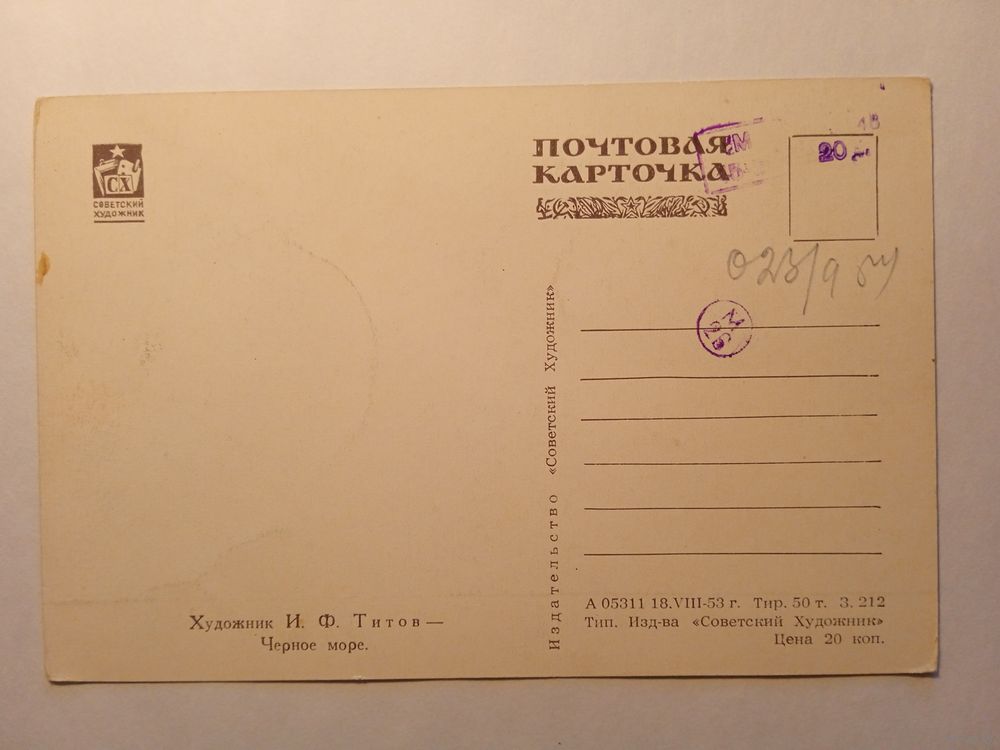 СХ
СОВЕТСКИЙ
ХУДОЖНИК
ПОЧТОВАЯ
КАРТОЧКА
20
Издательство «Советский Художник»
Художник И. Ф. Титов —
Черное море.
А 05311 18.VIII-53 г. Тир. 50 т. З. 212
Тип. Изд-ва «Советский Художник»
Цена 20 коп.